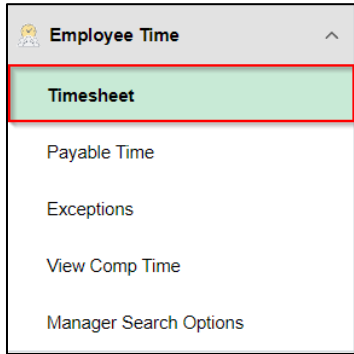 Employee Time
Timesheet
Payable Time
Exceptions
View Comp Time
Manager Search Options